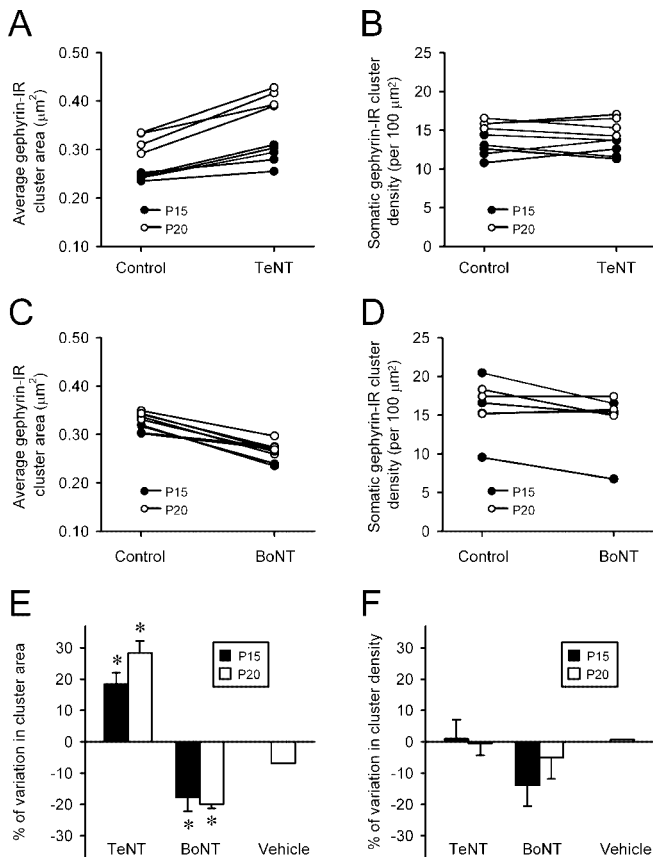 A
Average gephyrin-IR
cluster area (µm2)
0.50
0.40
0.30
0.20
0.10
P15
P20
Control
TeNT
B
Somatic gephyrin-IR cluster
density (per 100 µm2)
25
20
15
10
5
0
P15
P20
Control
TeNT
C
Average gephyrin-IR
cluster area (µm2)
0.50
0.40
0.30
0.20
0.10
P15
P20
Control
BoNT
D
Somatic gephyrin-IR cluster
density (per 100 µm2)
25
20
15
10
5
0
P15
P20
Control
BoNT
E
% of variation in cluster area
30
20
10
0
-10
-20
-30
*
*
*
*
P15
P20
TeNT
BoNT
Vehicle
F
% of variation in cluster density
30
20
10
0
-10
-20
-30
P15
P20
TeNT
BoNT
Vehicle